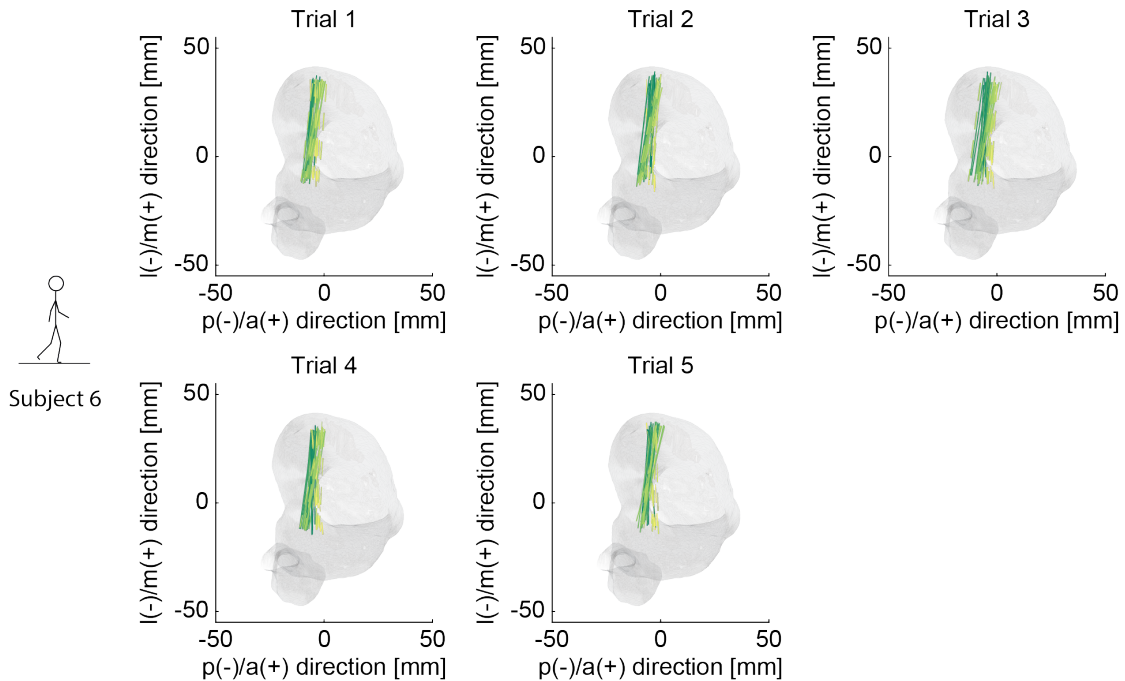 Trial 1
Trial 2
Trial 3
l(-)/m(+) direction [mm]
50
0
-50
-50
0
50
p(-)/a(+) direction [mm]
l(-)/m(+) direction [mm]
50
0
-50
-50
0
50
p(-)/a(+) direction [mm]
l(-)/m(+) direction [mm]
50
0
-50
-50
0
50
p(-)/a(+) direction [mm]
Subject 6
Trial 4
Trial 5
l(-)/m(+) direction [mm]
50
0
-50
-50
0
50
p(-)/a(+) direction [mm]
l(-)/m(+) direction [mm]
50
0
-50
-50
0
50
p(-)/a(+) direction [mm]